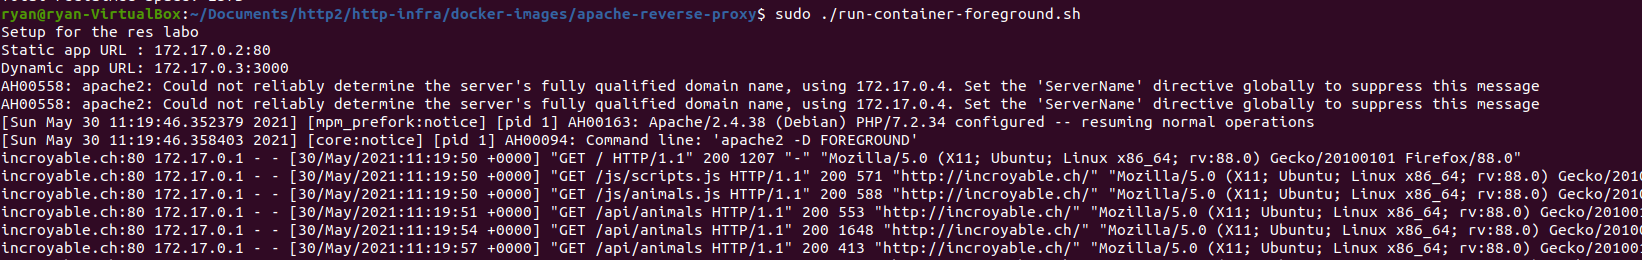 Total reclaimed space: 20.5
ryan@ryan-VirtualBox:~/Documents/http2/http-infra/docker-images/apache-reverse-proxy$ sudo ./run-container-foreground.sh
Setup for the res labo
Static app URL : 172.17.0.2:80
Dynamic app URL: 172.17.0.3:3000
AH00558: apache2: Could not reliably determine the server's fully qualified domain name, using 172.17.0.4. Set the 'ServerName' directive globally to suppress this message
AH00558: apache2: Could not reliably determine the server's fully qualified domain name, using 172.17.0.4. Set the 'ServerName' directive globally to suppress this message
[Sun May 30 11:19:46.352379 2021] [mpm_prefork:notice] [pid 1] AH00163: Apache/2.4.38 (Debian) PHP/7.2.34 configured -- resuming normal operations
[Sun May 30 11:19:46.358403 2021] [core:notice] [pid 1] AH00094: Command line: 'apache2 -D FOREGROUND'
incroyable.ch:80 172.17.0.1 - - [30/May/2021:11:19:50 +0000] "GET / HTTP/1.1" 200 1207 "-" "Mozilla/5.0 (X11; Ubuntu; Linux x86_64; rv:88.0) Gecko/20100101 Firefox/88.0"
incroyable.ch:80 172.17.0.1 - - [30/May/2021:11:19:50 +0000] "GET /js/scripts.js HTTP/1.1" 200 571 "http://incroyable.ch/" "Mozilla/5.0 (X11; Ubuntu; Linux x86_64; rv:88.0) Gecko/2010
incroyable.ch:80 172.17.0.1 - - [30/May/2021:11:19:50 +0000] "GET /js/animals.js HTTP/1.1" 200 588 "http://incroyable.ch/" "Mozilla/5.0 (X11; Ubuntu; Linux x86_64; rv:88.0) Gecko/2010
incroyable.ch:80 172.17.0.1 - - [30/May/2021:11:19:51 +0000] "GET /api/animals HTTP/1.1" 200 553 "http://incroyable.ch/" "Mozilla/5.0 (X11; Ubuntu; Linux x86_64; rv:88.0) Gecko/201001
incroyable.ch:80 172.17.0.1 - - [30/May/2021:11:19:54 +0000] "GET /api/animals HTTP/1.1" 200 1648 "http://incroyable.ch/" "Mozilla/5.0 (X11; Ubuntu; Linux x86_64; rv:88.0) Gecko/20100
incroyable.ch:80 172.17.0.1 - - [30/May/2021:11:19:57 +0000] "GET /api/animals HTTP/1.1" 200 413 "http://incroyable.ch/" "Mozilla/5.0 (X11; Ubuntu; Linux x86_64; rv:88.0) Gecko/201001